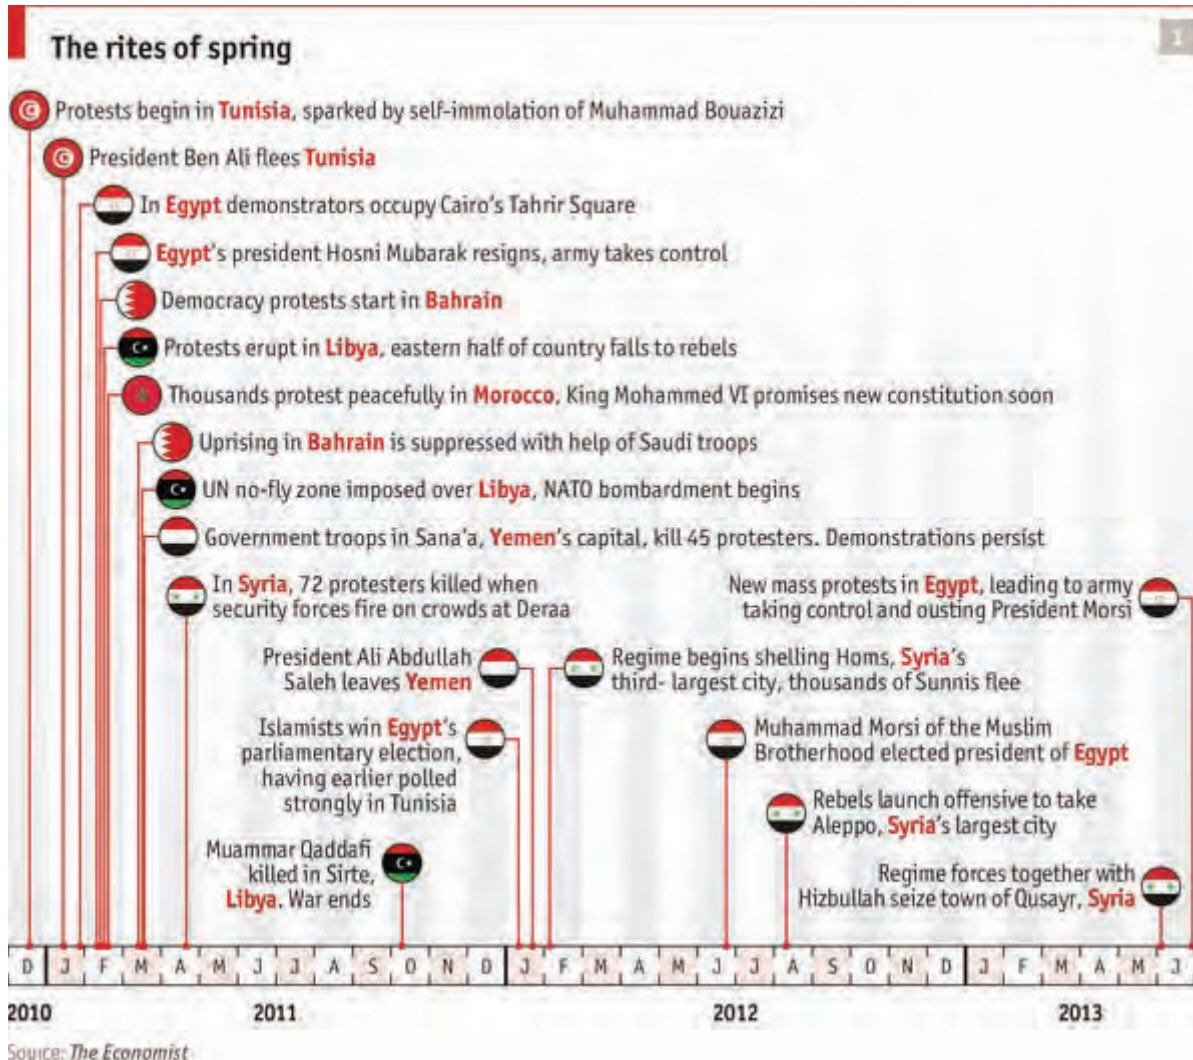 The rites of spring
1
Protests begin in Tunisia, sparked by self-immolation of Muhammad Bouazizi
President Ben Ali flees Tunisia
In Egypt demonstrators occupy Cairo's Tahrir Square
Egypt's president Hosni Mubarak resigns, army takes control
Democracy protests start in Bahrain
Protests erupt in Libya, eastern half of country falls to rebels
Thousands protest peacefully in Morocco, King Mohammed VI promises new constitution soon
Uprising in Bahrain is suppressed with help of Saudi troops
UN no-fly zone imposed over Libya, NATO bombardment begins
Government troops in Sana'a, Yemen's capital, kill 45 protesters. Demonstrations persist
In Syria, 72 protesters killed when
security forces fire on crowds at Deraa
New mass protests in Egypt, leading to army
taking control and ousting President Morsi
President Ali Abdullah
Saleh leaves Yemen
Regime begins shelling Homs, Syria's
third- largest city, thousands of Sunnis flee
Islamists win Egypt's
parliamentary election,
having earlier polled
strongly in Tunisia
Muhammad Morsi of the Muslim
Brotherhood elected president of Egypt
Rebels launch offensive to take
Aleppo, Syria's largest city
Muammar Qaddafi
killed in Sirte,
Libya. War ends
Regime forces together with
Hizbullah seize town of Qusayr, Syria
D J F M A M J J A S O N D J F M A M J J A S O N D J F M A M J
2010 2011 2012 2013
Source: The Economist